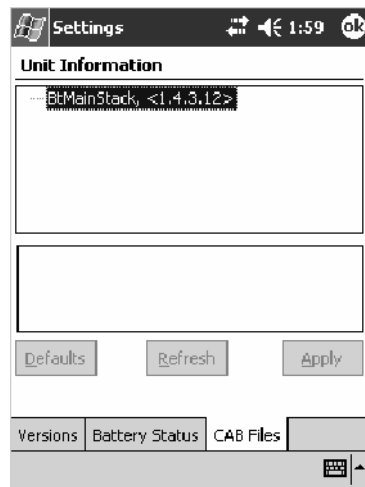 Settings 1:59 ok
Unit Information
BtMainStack, <1.4.3.12>
Defaults Refresh Apply
Versions Battery Status CAB Files